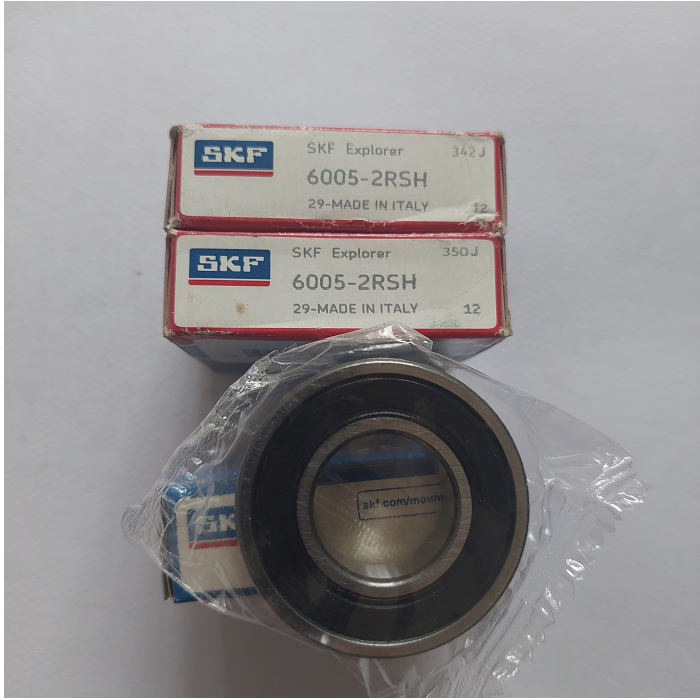 SKF SKF Explorer 342J
6005-2RSH
29-MADE IN ITALY 12
SKF SKF Explorer 350J
6005-2RSH
29-MADE IN ITALY 12
SKF skf.com/moun